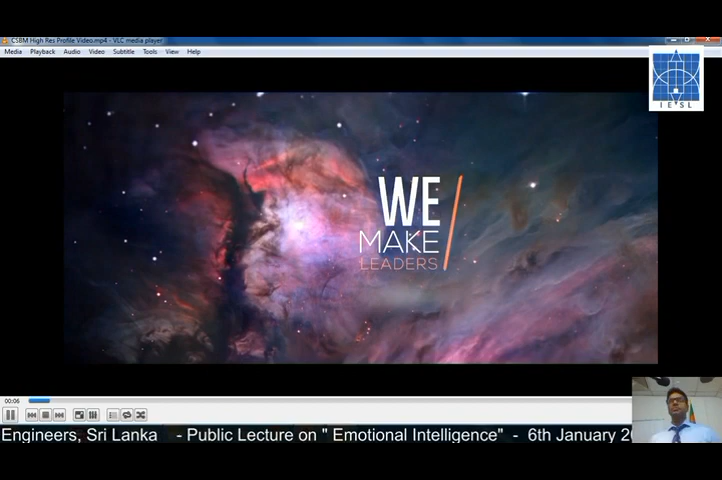 CSBM High Res Profile Video.mp4 - VLC media player
Media Playback Audio Video Subtitle Tools View Help
IESL
WE
MAKE
LEADERS
00:06
Engineers, Sri Lanka - Public Lecture on " Emotional Intelligence" - 6th January 20